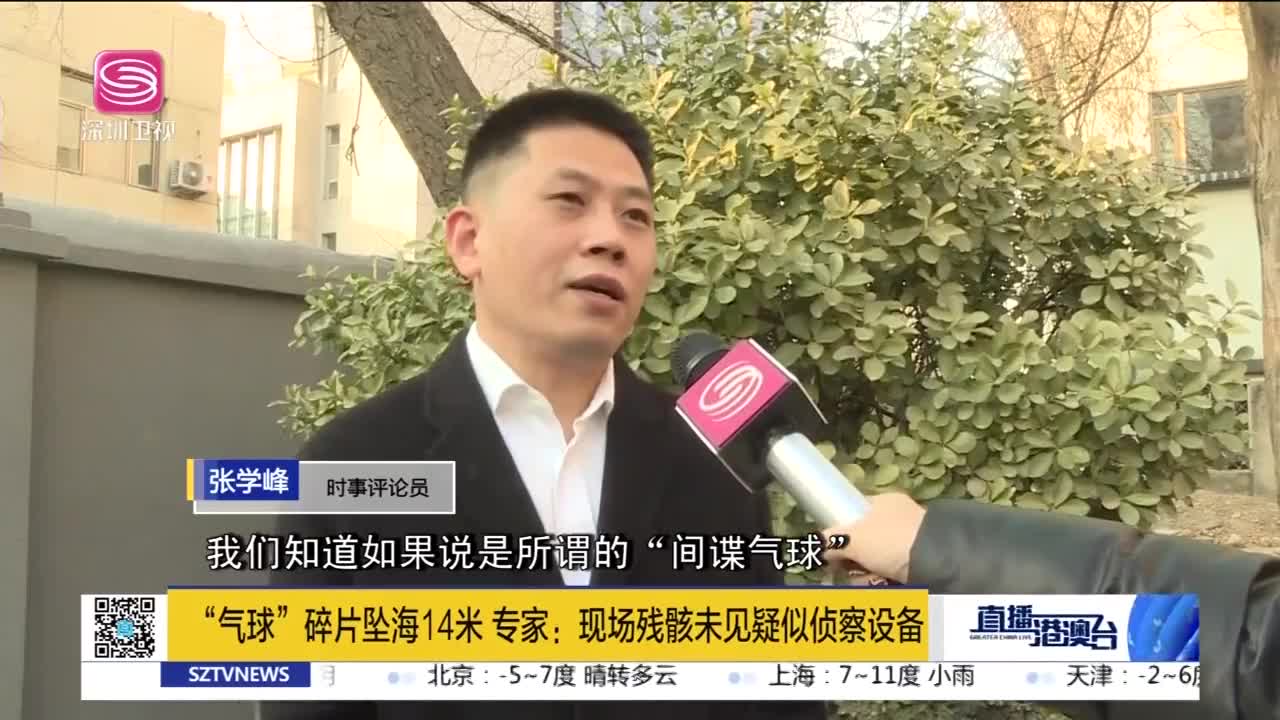 深圳卫视
张学峰
时事评论员
我们知道如果说是所谓的“间谍气球”
“气球”碎片坠海14米 专家：现场残骸未见疑似侦察设备
直播港澳台
GREATER CHINA LIVE
SZTVNEWS
北京：-5~7度 晴转多云 上海：7~11度 小雨 天津：-2~6度